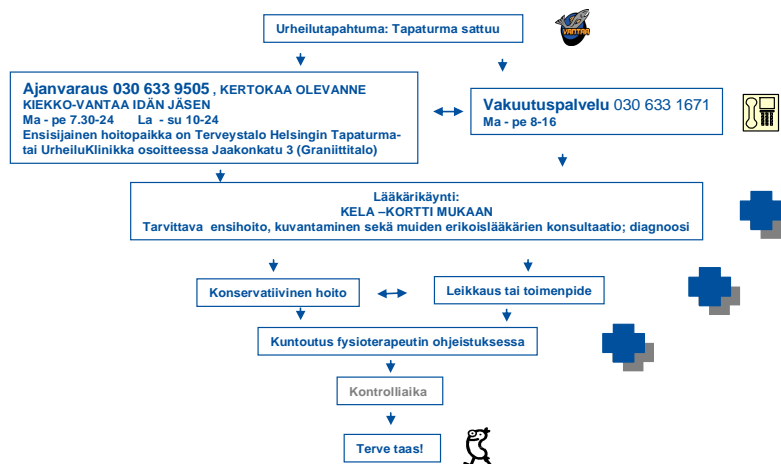 Urheilutapahtuma: Tapaturma sattuu
VANTAA
Ajanvaraus 030 633 9505 , KERTOKAA OLEVANNE
KIEKKO-VANTAA IDÄN JÄSEN
Ma - pe 7.30-24 La - su 10-24
Ensisijainen hoitopaikka on Terveystalo Helsingin Tapaturma-
tai UrheiluKlinikka osoitteessa Jaakonkatu 3 (Graniittitalo)
Vakuutuspalvelu 030 633 1671
Ma - pe 8-16
Lääkärikäynti:
KELA –KORTTI MUKAAN
Tarvittava ensihoito, kuvantaminen sekä muiden erikoislääkärien konsultaatio; diagnoosi
Konservatiivinen hoito
Leikkaus tai toimenpide
Kuntoutus fysioterapeutin ohjeistuksessa
Kontrolliaika
Terve taas!